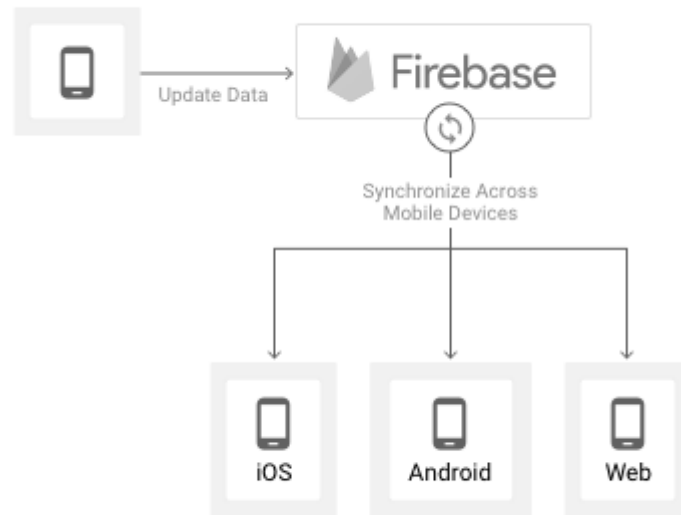 Firebase
Update Data
Synchronize Across
Mobile Devices
iOS
Android
Web